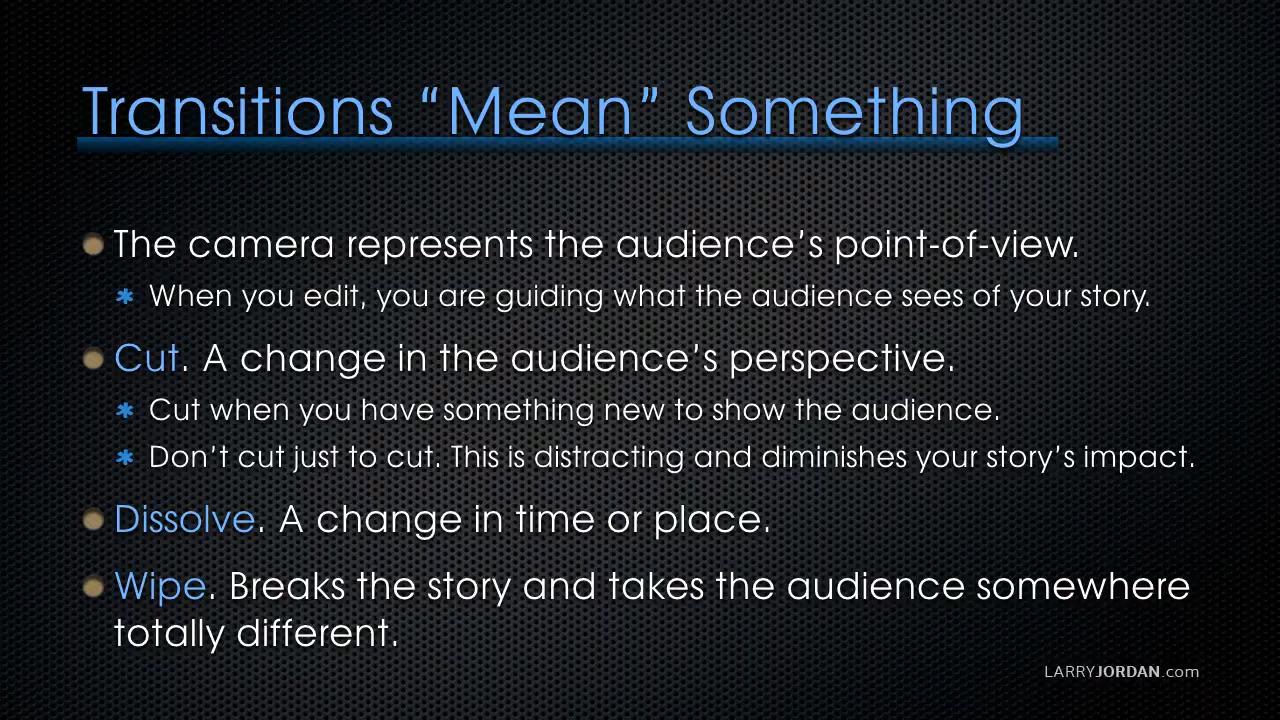 Transitions “Mean” Something
The camera represents the audience’s point-of-view.
When you edit, you are guiding what the audience sees of your story.
Cut. A change in the audience’s perspective.
Cut when you have something new to show the audience.
Don’t cut just to cut. This is distracting and diminishes your story’s impact.
Dissolve. A change in time or place.
Wipe. Breaks the story and takes the audience somewhere
totally different.
LARRYJORDAN.com